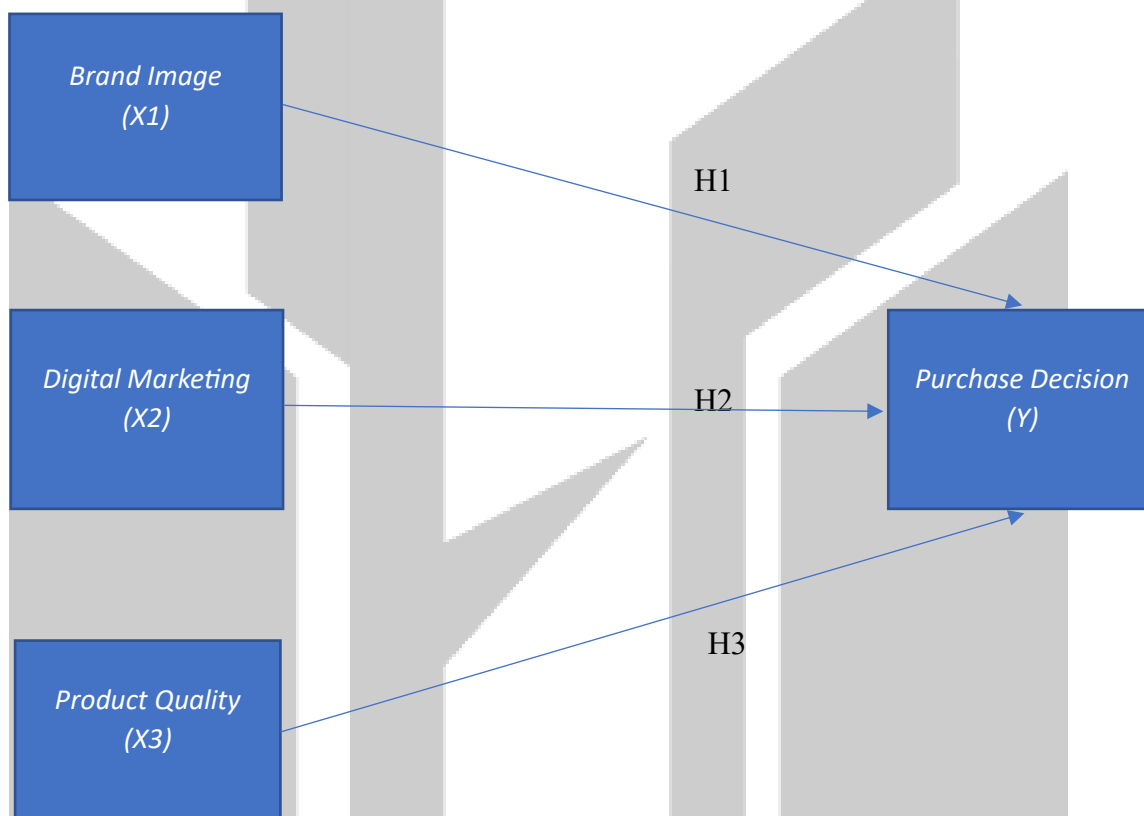 Brand Image
(X1)
H1
Digital Marketing
(X2)
H2
Purchase Decision
(Y)
H3
Product Quality
(X3)